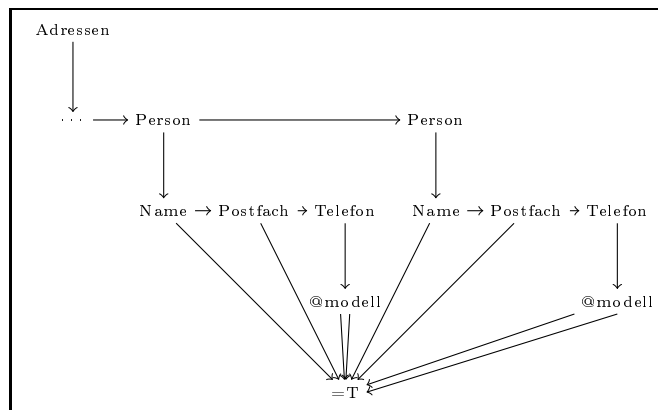 Adressen
· · · Person Person
Name Postfach Telefon Name Postfach Telefon
@modell @modell
=T